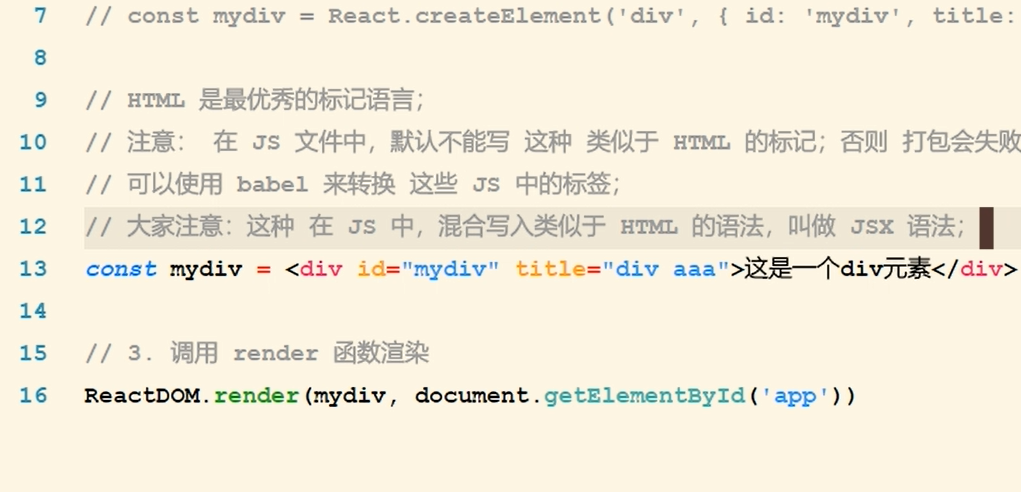 7 // const mydiv = React.createElement('div', { id: 'mydiv', title:
8
9 // HTML 是最优秀的标记语言;
10 // 注意： 在 JS 文件中，默认不能写 这种 类似于 HTML 的标记；否则 打包会失败
11 // 可以使用 babel 来转换 这些 JS 中的标签;
12 // 大家注意：这种 在 JS 中，混合写入类似于 HTML 的语法，叫做 JSX 语法;
13 const mydiv = <div id="mydiv" title="div aaa">这是一个div元素</div>
14
15 // 3. 调用 render 函数渲染
16 ReactDOM.render(mydiv, document.getElementById('app'))